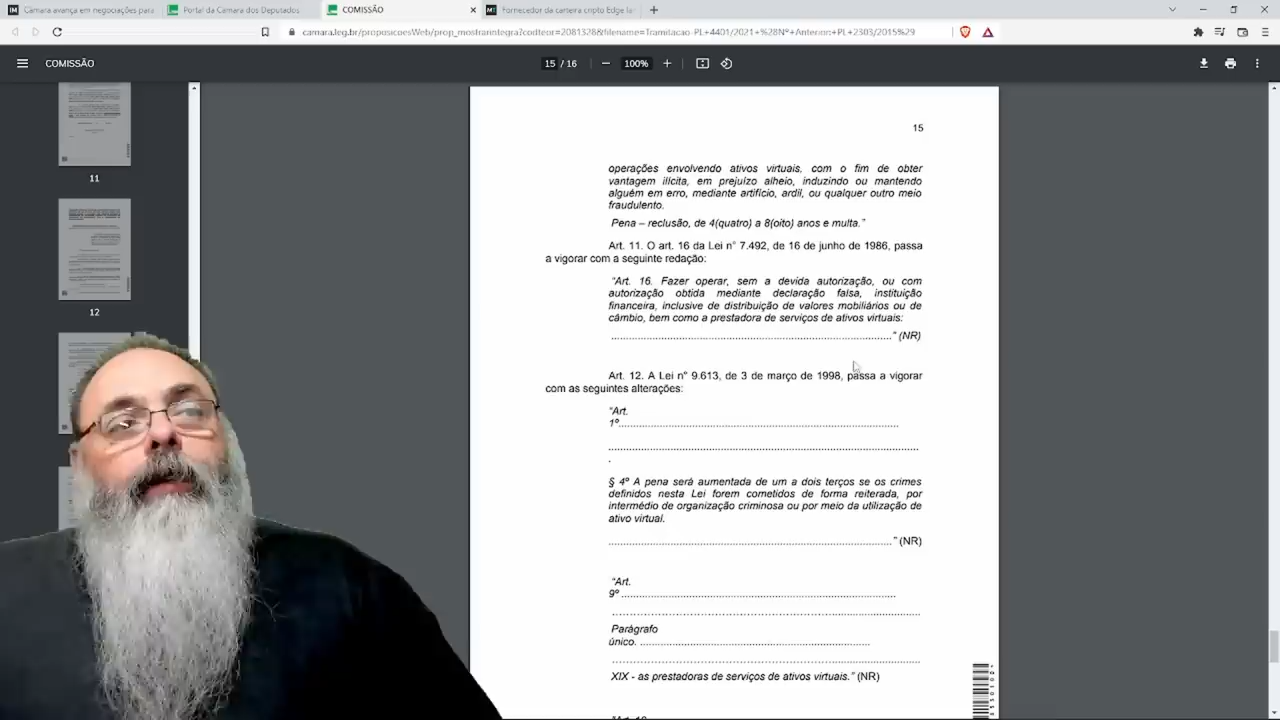 Câmara avança em negociações para
Portal da Câmara dos Deputados
COMISSÃO
Fornecedor da carteira cripto Edge la
camara.leg.br/proposicoesWeb/prop_mostrarintegra?codteor=2081328&filename=Tramitacao-PL+4401/2021+%28Nº+Anterior:+PL+2303/2015%29
COMISSÃO
15 / 16
100%
11
12
15
operações envolvendo ativos virtuais, com o fim de obter
vantagem ilícita, em prejuízo alheio, induzindo ou mantendo
alguém em erro, mediante artifício, ardil, ou qualquer outro meio
fraudulento.
Pena – reclusão, de 4(quatro) a 8(oito) anos e multa."
Art. 11. O art. 16 da Lei n° 7.492, de 16 de junho de 1986, passa
a vigorar com a seguinte redação:
"Art. 16. Fazer operar, sem a devida autorização, ou com
autorização obtida mediante declaração falsa, instituição
financeira, inclusive de distribuição de valores mobiliários ou de
câmbio, bem como a prestadora de serviços de ativos virtuais:
..............................................................................................." (NR)
Art. 12. A Lei nº 9.613, de 3 de março de 1998, passa a vigorar
com as seguintes alterações:
"Art.
1º..............................................................................................
.......................................................................................................
.
§ 4º A pena será aumentada de um a dois terços se os crimes
definidos nesta Lei forem cometidos de forma reiterada, por
intermédio de organização criminosa ou por meio da utilização de
ativo virtual.
..............................................................................................." (NR)
"Art.
9º ............................................................................................
.......................................................................................................
Parágrafo
único. .............................................................................
.......................................................................................................
XIX - as prestadoras de serviços de ativos virtuais." (NR)